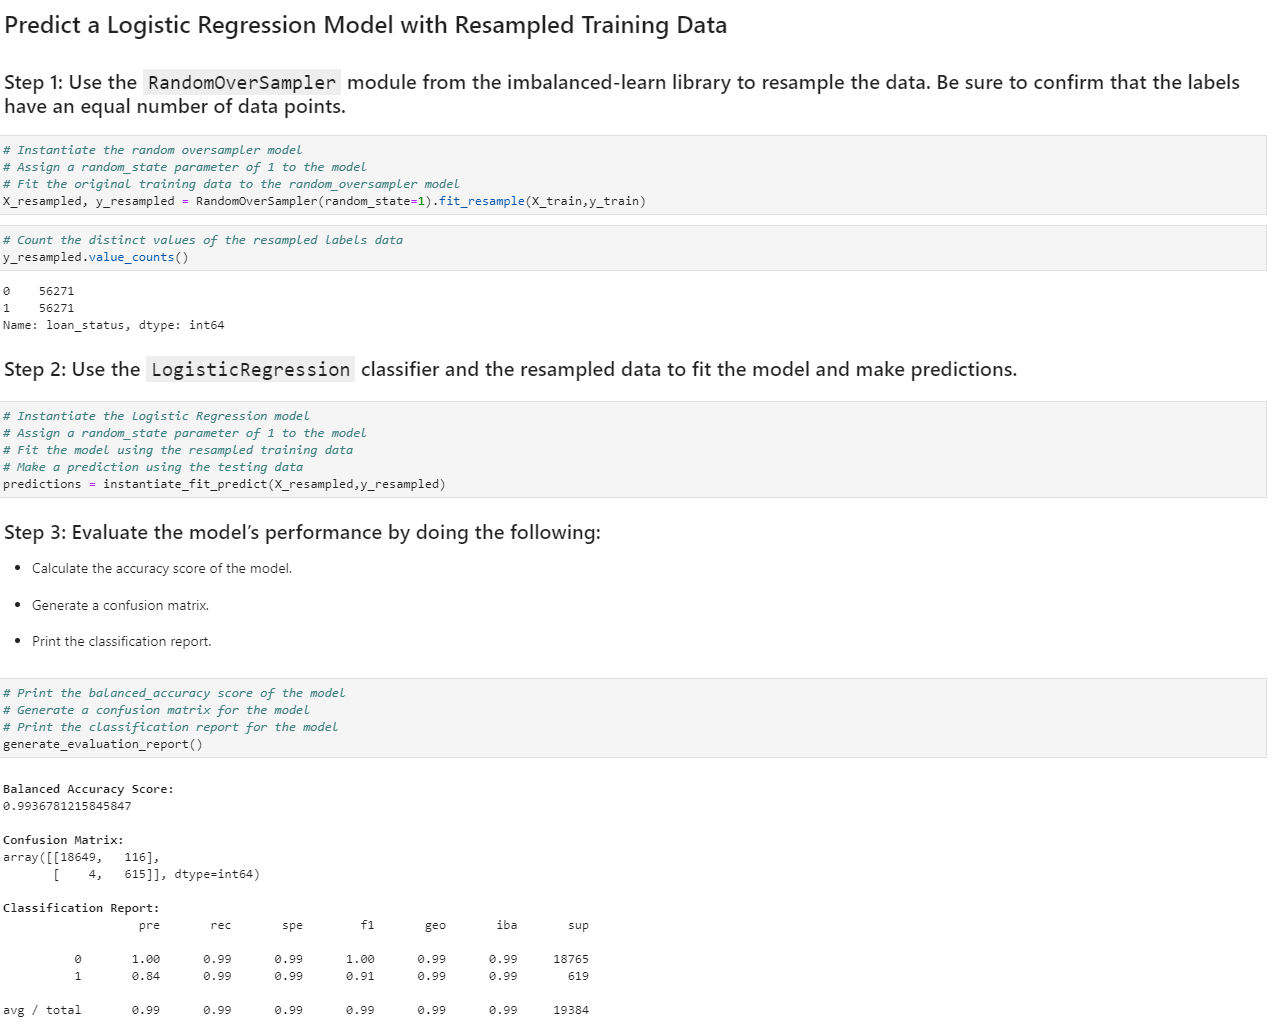 Predict a Logistic Regression Model with Resampled Training Data
Step 1: Use the RandomOverSampler module from the imbalanced-learn library to resample the data. Be sure to confirm that the labels
have an equal number of data points.
# Instantiate the random oversampler model
# Assign a random_state parameter of 1 to the model
# Fit the original training data to the random_oversampler model
X_resampled, y_resampled = RandomOverSampler(random_state=1).fit_resample(X_train,y_train)
# Count the distinct values of the resampled labels data
y_resampled.value_counts()
0    56271
1    56271
Name: loan_status, dtype: int64
Step 2: Use the LogisticRegression classifier and the resampled data to fit the model and make predictions.
# Instantiate the Logistic Regression model
# Assign a random_state parameter of 1 to the model
# Fit the model using the resampled training data
# Make a prediction using the testing data
predictions = instantiate_fit_predict(X_resampled,y_resampled)
Step 3: Evaluate the model's performance by doing the following:
• Calculate the accuracy score of the model.
• Generate a confusion matrix.
• Print the classification report.
# Print the balanced_accuracy score of the model
# Generate a confusion matrix for the model
# Print the classification report for the model
generate_evaluation_report()
Balanced Accuracy Score:
0.9936781215845847
Confusion Matrix:
array([[18649,   116],
       [    4,   615]], dtype=int64)
Classification Report:
                   pre       rec       spe        f1       geo       iba       sup
          0       1.00      0.99      0.99      1.00      0.99      0.99     18765
          1       0.84      0.99      0.99      0.91      0.99      0.99       619
avg / total       0.99      0.99      0.99      0.99      0.99      0.99     19384